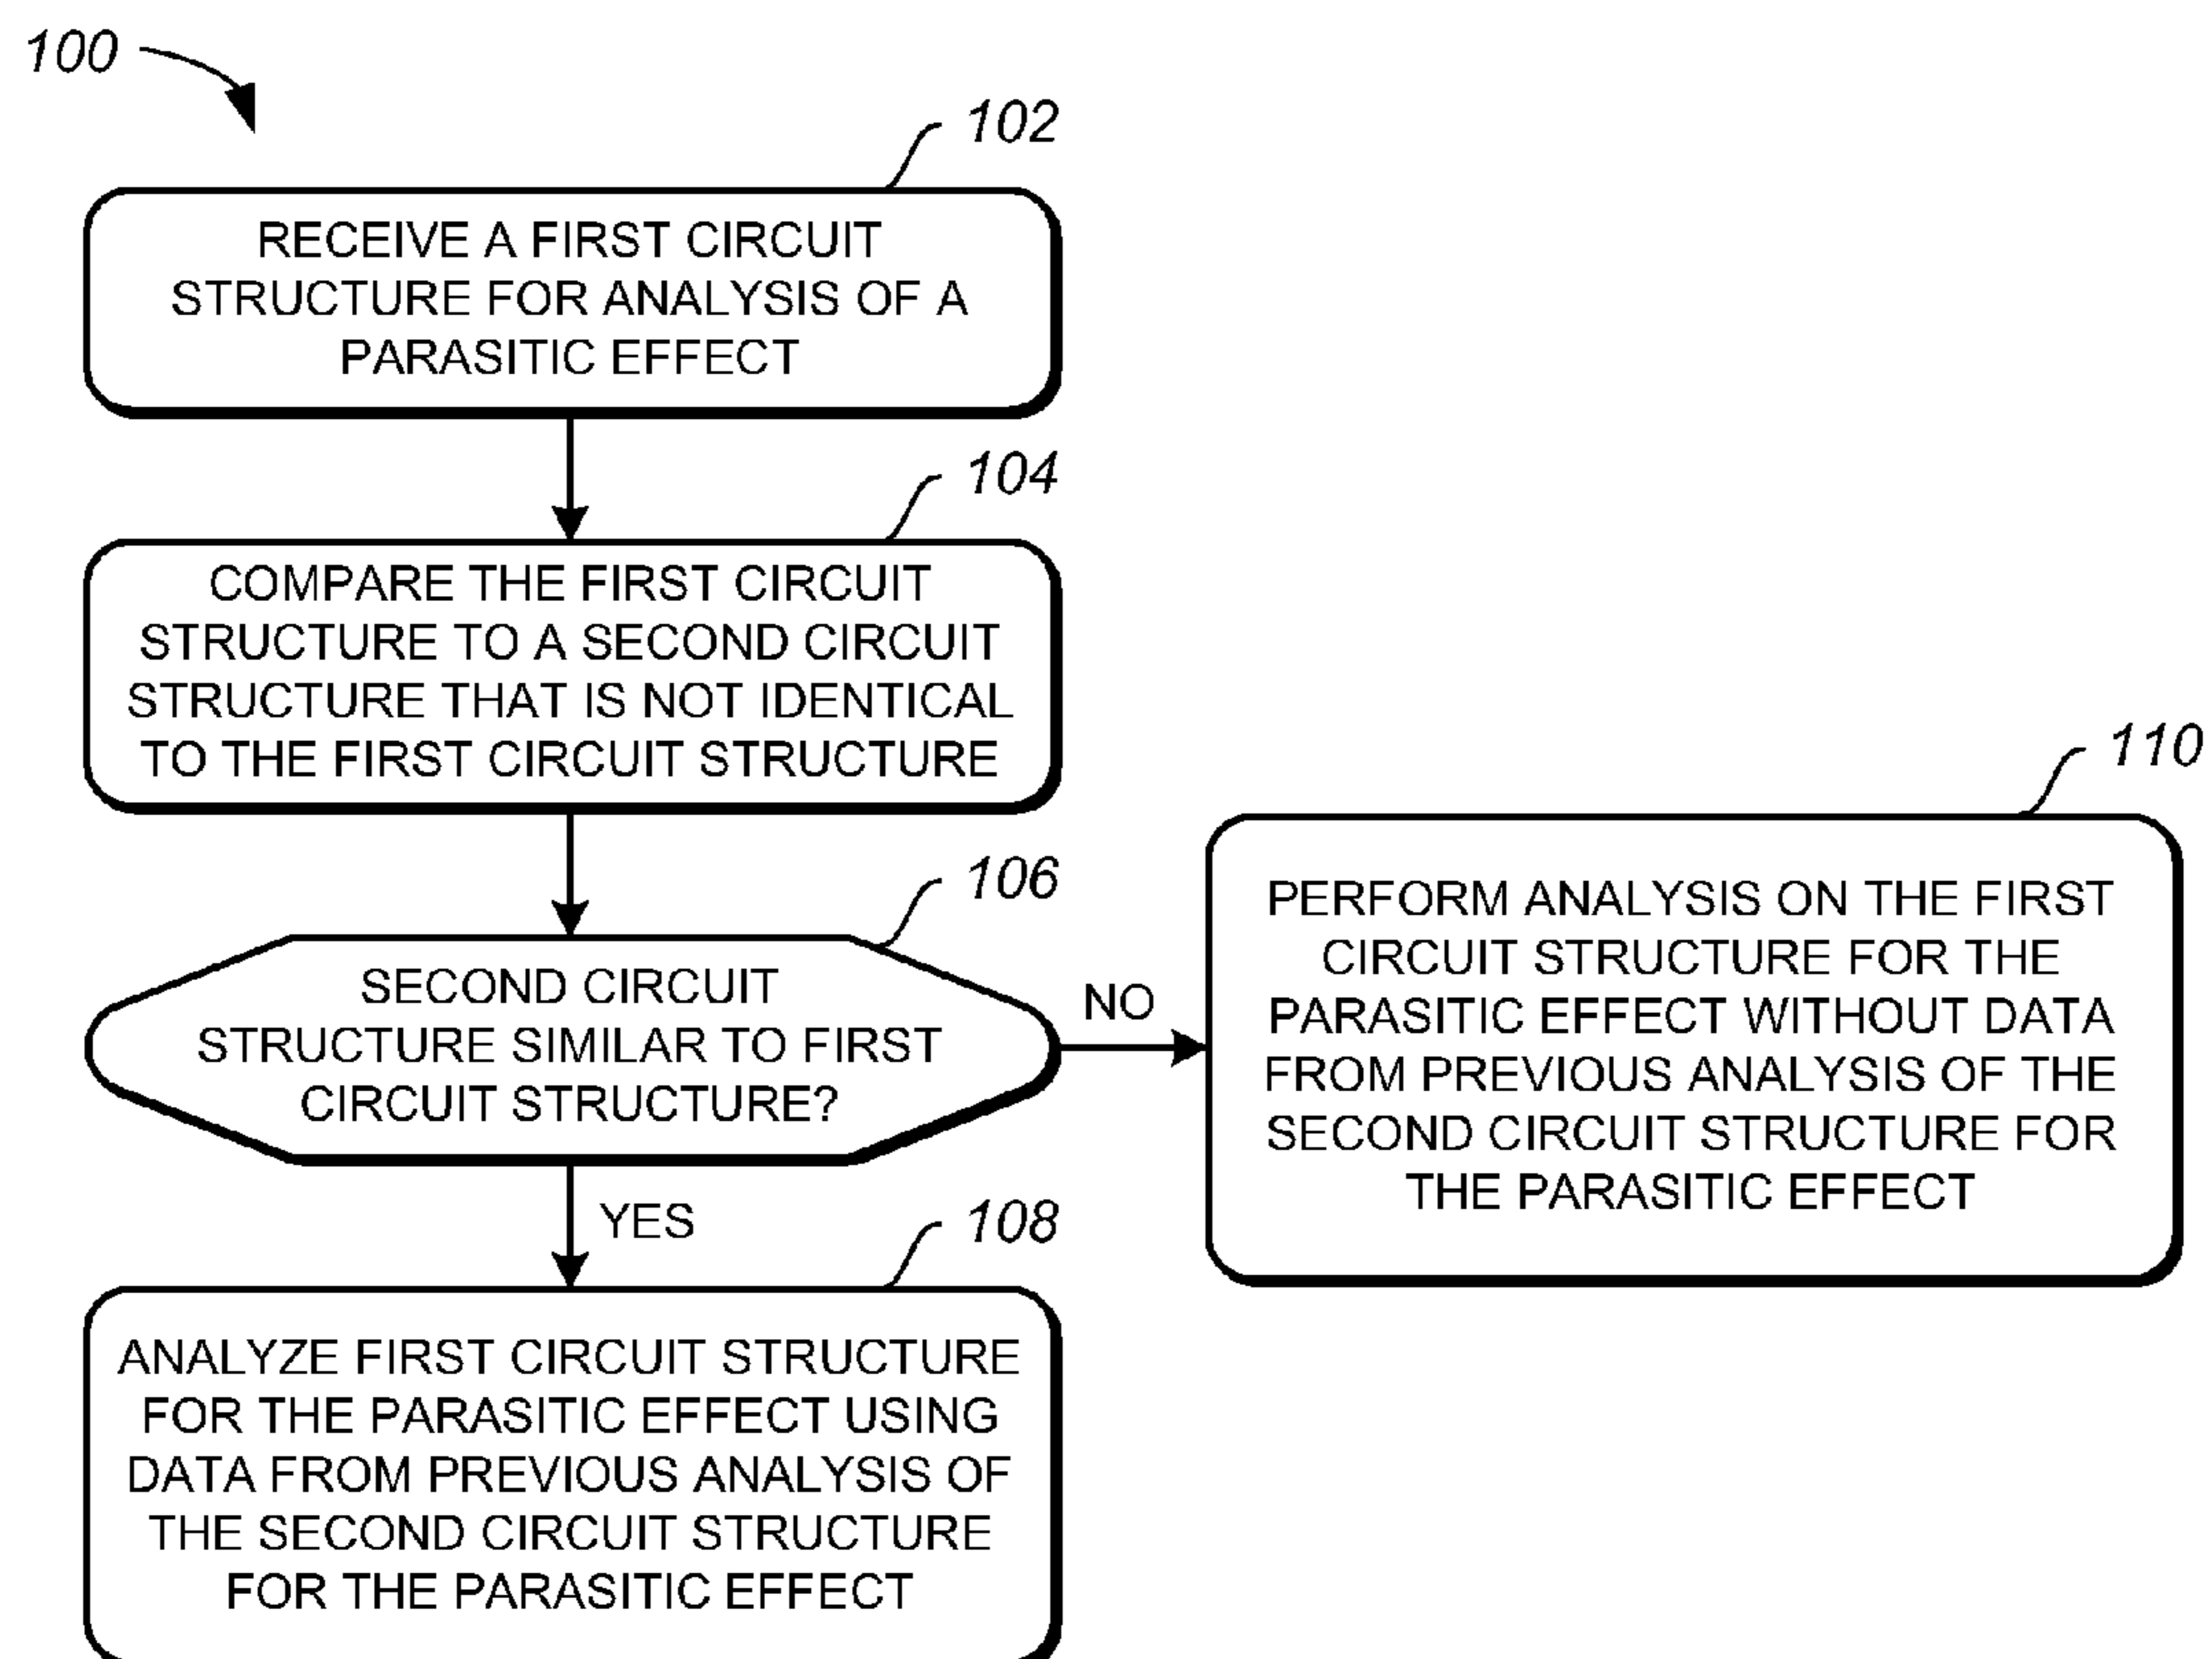 100
102
RECEIVE A FIRST CIRCUIT
STRUCTURE FOR ANALYSIS OF A
PARASITIC EFFECT
104
COMPARE THE FIRST CIRCUIT
STRUCTURE TO A SECOND CIRCUIT
STRUCTURE THAT IS NOT IDENTICAL
TO THE FIRST CIRCUIT STRUCTURE
106
SECOND CIRCUIT
STRUCTURE SIMILAR TO FIRST
CIRCUIT STRUCTURE?
NO
110
PERFORM ANALYSIS ON THE FIRST
CIRCUIT STRUCTURE FOR THE
PARASITIC EFFECT WITHOUT DATA
FROM PREVIOUS ANALYSIS OF THE
SECOND CIRCUIT STRUCTURE FOR
THE PARASITIC EFFECT
YES
108
ANALYZE FIRST CIRCUIT STRUCTURE
FOR THE PARASITIC EFFECT USING
DATA FROM PREVIOUS ANALYSIS OF
THE SECOND CIRCUIT STRUCTURE
FOR THE PARASITIC EFFECT